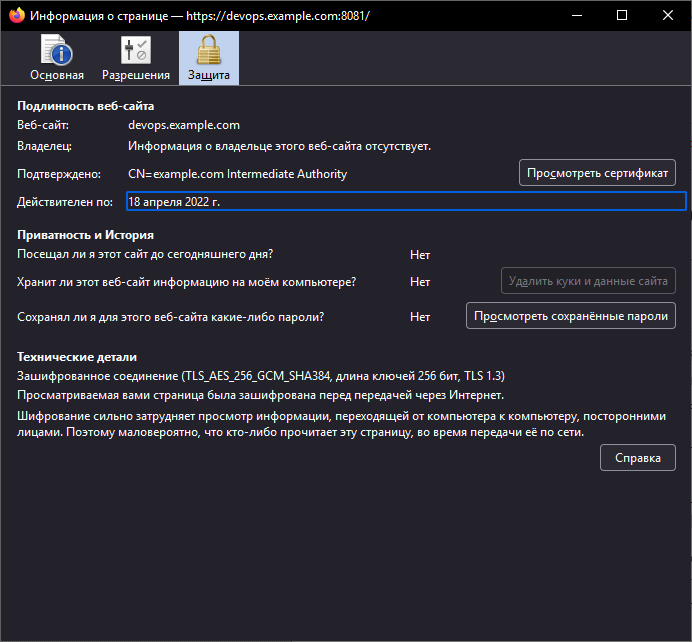 Информация о странице — https://devops.example.com:8081/
Основная
Разрешения
Защита
Подлинность веб-сайта
Веб-сайт: devops.example.com
Владелец: Информация о владельце этого веб-сайта отсутствует.
Подтверждено: CN=example.com Intermediate Authority Просмотреть сертификат
Действителен по: 18 апреля 2022 г.
Приватность и История
Посещал ли я этот сайт до сегодняшнего дня? Нет
Хранит ли этот веб-сайт информацию на моём компьютере? Нет Удалить куки и данные сайта
Сохранял ли я для этого веб-сайта какие-либо пароли? Нет Просмотреть сохранённые пароли
Технические детали
Зашифрованное соединение (TLS_AES_256_GCM_SHA384, длина ключей 256 бит, TLS 1.3)
Просматриваемая вами страница была зашифрована перед передачей через Интернет.
Шифрование сильно затрудняет просмотр информации, переходящей от компьютера к компьютеру, посторонними
лицами. Поэтому маловероятно, что кто-либо прочитает эту страницу, во время передачи её по сети.
Справка